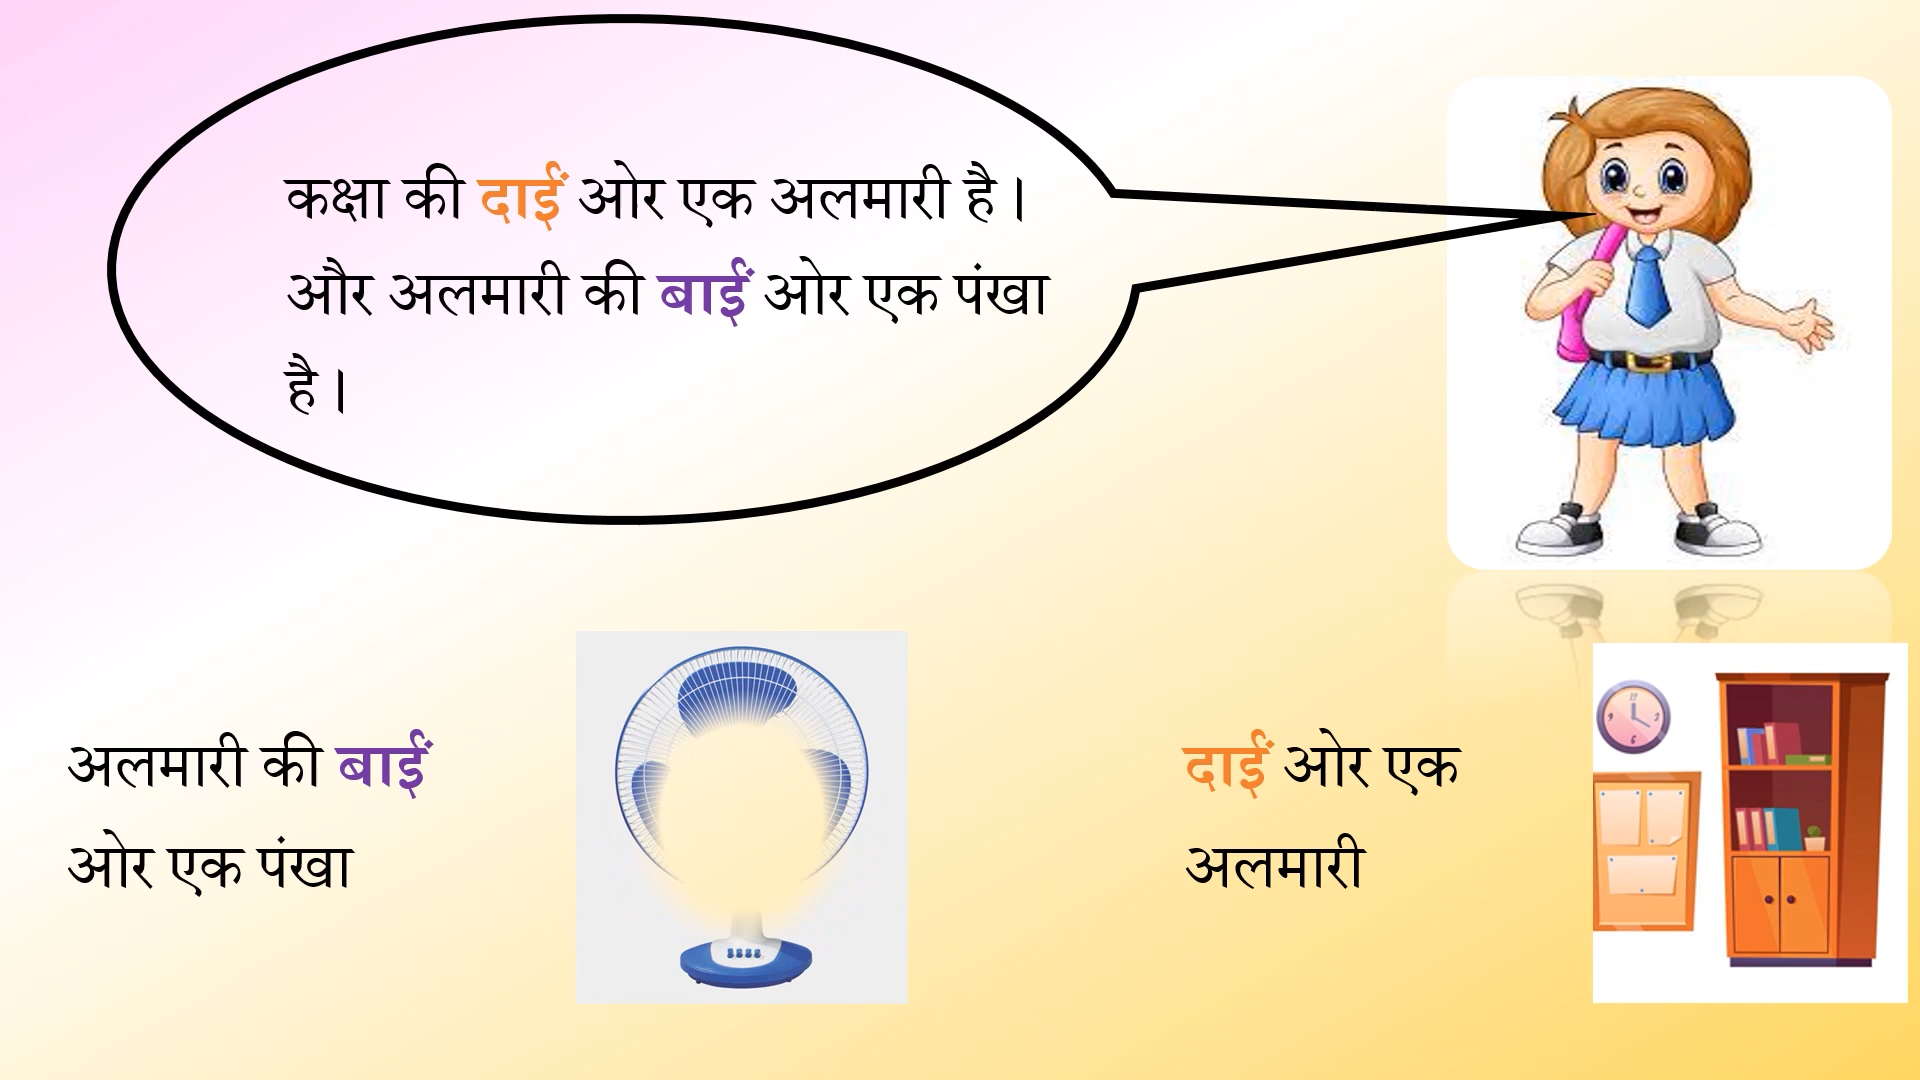 कक्षा की दाईं ओर एक अलमारी है।
और अलमारी की बाईं ओर एक पंखा
है।
अलमारी की बाईं
ओर एक पंखा
दाईं ओर एक
अलमारी